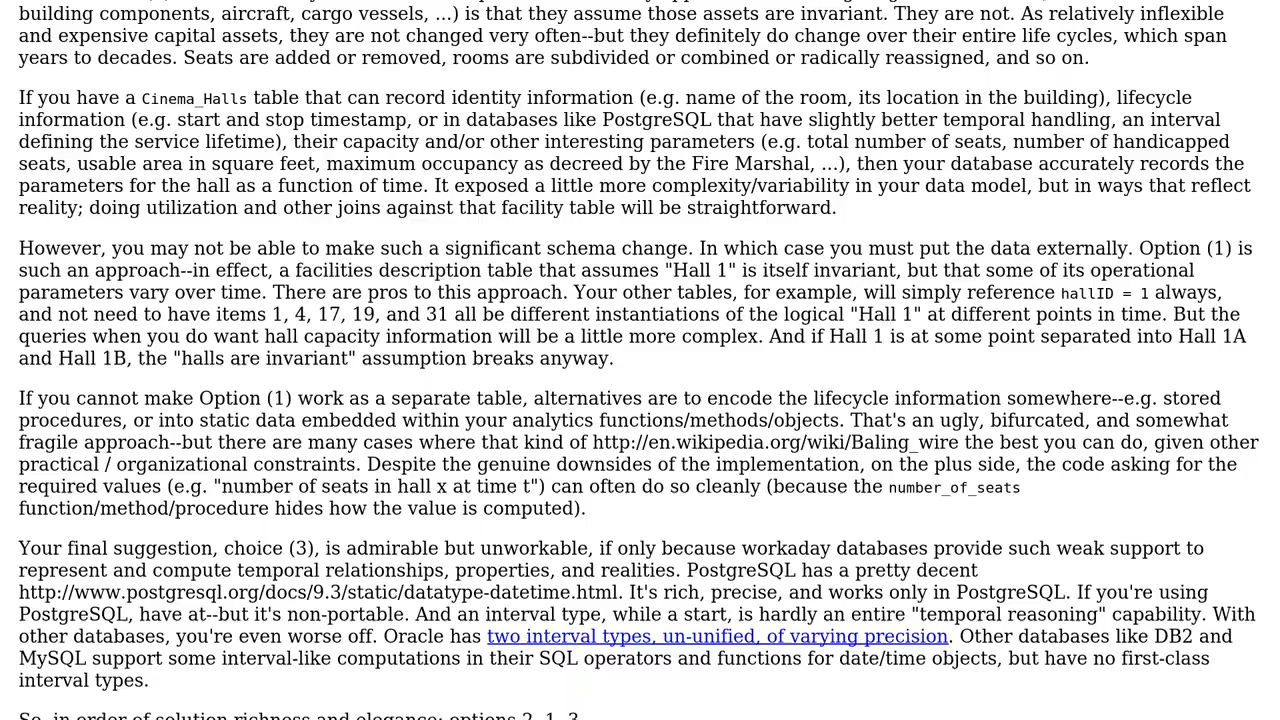 building components, aircraft, cargo vessels, ...) is that they assume those assets are invariant. They are not. As relatively inflexible
and expensive capital assets, they are not changed very often--but they definitely do change over their entire life cycles, which span
years to decades. Seats are added or removed, rooms are subdivided or combined or radically reassigned, and so on.
If you have a Cinema_Halls table that can record identity information (e.g. name of the room, its location in the building), lifecycle
information (e.g. start and stop timestamp, or in databases like PostgreSQL that have slightly better temporal handling, an interval
defining the service lifetime), their capacity and/or other interesting parameters (e.g. total number of seats, number of handicapped
seats, usable area in square feet, maximum occupancy as decreed by the Fire Marshal, ...), then your database accurately records the
parameters for the hall as a function of time. It exposed a little more complexity/variability in your data model, but in ways that reflect
reality; doing utilization and other joins against that facility table will be straightforward.
However, you may not be able to make such a significant schema change. In which case you must put the data externally. Option (1) is
such an approach--in effect, a facilities description table that assumes "Hall 1" is itself invariant, but that some of its operational
parameters vary over time. There are pros to this approach. Your other tables, for example, will simply reference hallID = 1 always,
and not need to have items 1, 4, 17, 19, and 31 all be different instantiations of the logical "Hall 1" at different points in time. But the
queries when you do want hall capacity information will be a little more complex. And if Hall 1 is at some point separated into Hall 1A
and Hall 1B, the "halls are invariant" assumption breaks anyway.
If you cannot make Option (1) work as a separate table, alternatives are to encode the lifecycle information somewhere--e.g. stored
procedures, or into static data embedded within your analytics functions/methods/objects. That's an ugly, bifurcated, and somewhat
fragile approach--but there are many cases where that kind of http://en.wikipedia.org/wiki/Baling_wire the best you can do, given other
practical / organizational constraints. Despite the genuine downsides of the implementation, on the plus side, the code asking for the
required values (e.g. "number of seats in hall x at time t") can often do so cleanly (because the number_of_seats
function/method/procedure hides how the value is computed).
Your final suggestion, choice (3), is admirable but unworkable, if only because workaday databases provide such weak support to
represent and compute temporal relationships, properties, and realities. PostgreSQL has a pretty decent
http://www.postgresql.org/docs/9.3/static/datatype-datetime.html. It's rich, precise, and works only in PostgreSQL. If you're using
PostgreSQL, have at--but it's non-portable. And an interval type, while a start, is hardly an entire "temporal reasoning" capability. With
other databases, you're even worse off. Oracle has two interval types, un-unified, of varying precision. Other databases like DB2 and
MySQL support some interval-like computations in their SQL operators and functions for date/time objects, but have no first-class
interval types.
So, in order of solution richness and elegance: options 2, 1, 3.